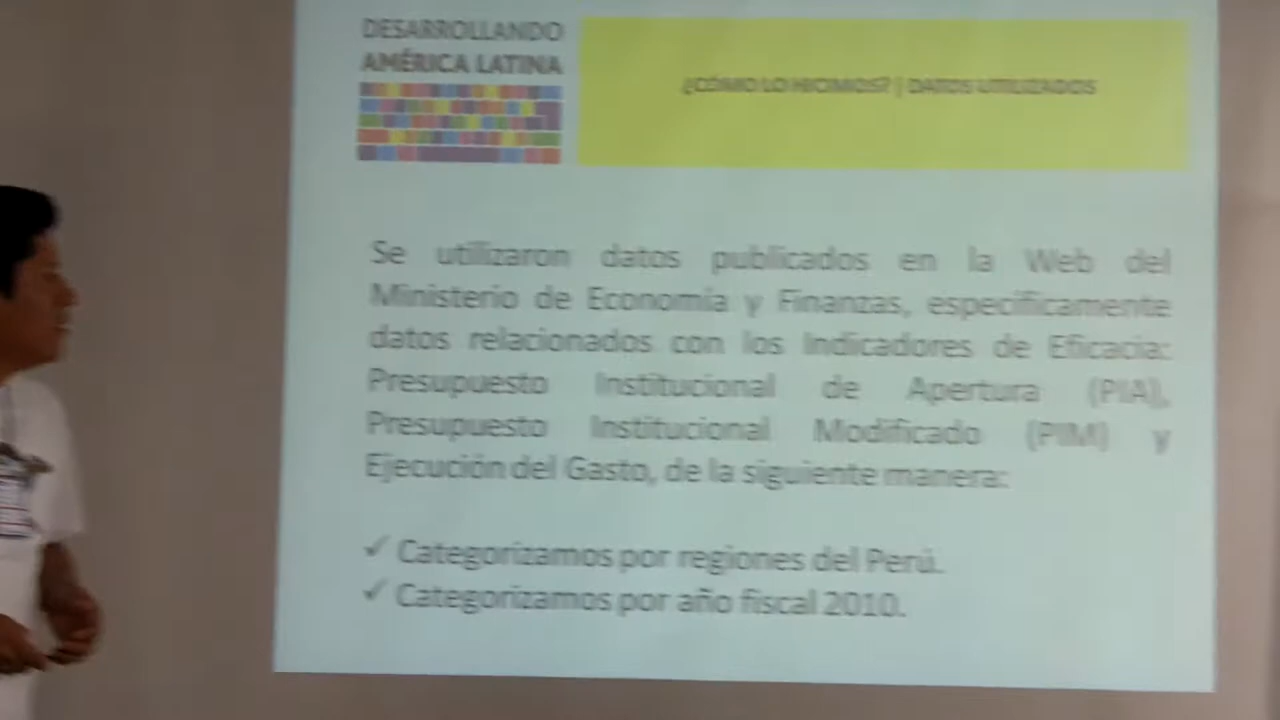 DESARROLLANDO
AMÉRICA LATINA
¿CÓMO LO HICIMOS? | DATOS UTILIZADOS
Se utilizaron datos publicados en la Web del
Ministerio de Economía y Finanzas, específicamente
datos relacionados con los Indicadores de Eficacia:
Presupuesto Institucional de Apertura (PIA),
Presupuesto Institucional Modificado (PIM) y
Ejecución del Gasto, de la siguiente manera:
✓ Categorizamos por regiones del Perú.
✓ Categorizamos por año fiscal 2010.